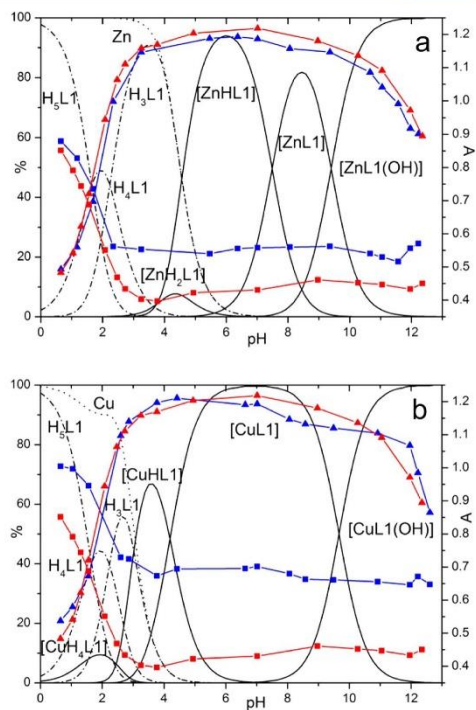 100
Zn
a
1.2
H5L1
H3L1
1.1
80
[ZnHL1]
1.0
[ZnL1]
60
0.9
%
[ZnL1(OH)]
A
H4L1
0.8
40
0.7
0.6
20
[ZnH2L1]
0.5
0
0.4
0 2 4 6 8 10 12
pH
100
Cu
b
1.2
H5L1
[CuL1]
1.1
80
1.0
[CuHL1]
60
0.9
%
H3L1
[CuL1(OH)]
A
0.8
40
H4L1
0.7
0.6
20
[CuH4L1]
0.5
0
0.4
0 2 4 6 8 10 12
pH